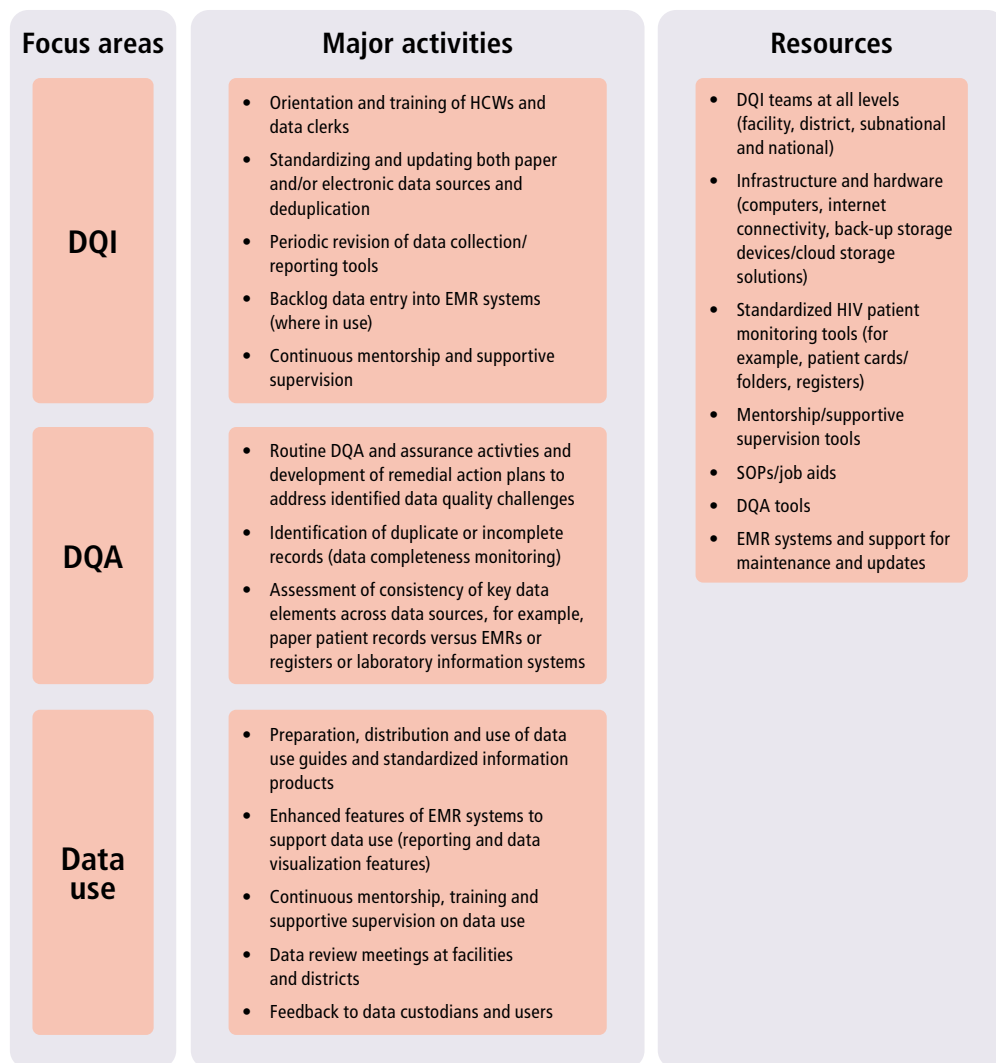 Focus areas
Major activities
Resources
DQI
• Orientation and training of HCWs and
data clerks
• Standardizing and updating both paper
and/or electronic data sources and
deduplication
• Periodic revision of data collection/
reporting tools
• Backlog data entry into EMR systems
(where in use)
• Continuous mentorship and supportive
supervision
DQA
• Routine DQA and assurance activties and
development of remedial action plans to
address identified data quality challenges
• Identification of duplicate or incomplete
records (data completeness monitoring)
• Assessment of consistency of key data
elements across data sources, for example,
paper patient records versus EMRs or
registers or laboratory information systems
Data
use
• Preparation, distribution and use of data
use guides and standardized information
products
• Enhanced features of EMR systems to
support data use (reporting and data
visualization features)
• Continuous mentorship, training and
supportive supervision on data use
• Data review meetings at facilities
and districts
• Feedback to data custodians and users
• DQI teams at all levels
(facility, district, subnational
and national)
• Infrastructure and hardware
(computers, internet
connectivity, back-up storage
devices/cloud storage
solutions)
• Standardized HIV patient
monitoring tools (for
example, patient cards/
folders, registers)
• Mentorship/supportive
supervision tools
• SOPs/job aids
• DQA tools
• EMR systems and support for
maintenance and updates